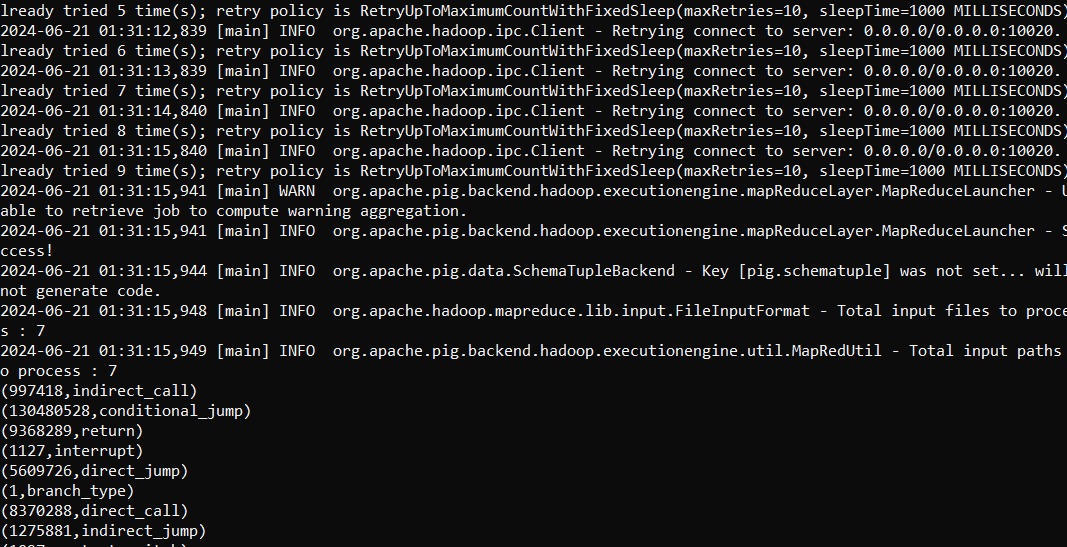 lready tried 5 time(s); retry policy is RetryUpToMaximumCountWithFixedSleep(maxRetries=10, sleepTime=1000 MILLISECONDS)
2024-06-21 01:31:12,839 [main] INFO  org.apache.hadoop.ipc.Client - Retrying connect to server: 0.0.0.0/0.0.0.0:10020.
lready tried 6 time(s); retry policy is RetryUpToMaximumCountWithFixedSleep(maxRetries=10, sleepTime=1000 MILLISECONDS)
2024-06-21 01:31:13,839 [main] INFO  org.apache.hadoop.ipc.Client - Retrying connect to server: 0.0.0.0/0.0.0.0:10020.
lready tried 7 time(s); retry policy is RetryUpToMaximumCountWithFixedSleep(maxRetries=10, sleepTime=1000 MILLISECONDS)
2024-06-21 01:31:14,840 [main] INFO  org.apache.hadoop.ipc.Client - Retrying connect to server: 0.0.0.0/0.0.0.0:10020.
lready tried 8 time(s); retry policy is RetryUpToMaximumCountWithFixedSleep(maxRetries=10, sleepTime=1000 MILLISECONDS)
2024-06-21 01:31:15,840 [main] INFO  org.apache.hadoop.ipc.Client - Retrying connect to server: 0.0.0.0/0.0.0.0:10020.
lready tried 9 time(s); retry policy is RetryUpToMaximumCountWithFixedSleep(maxRetries=10, sleepTime=1000 MILLISECONDS)
2024-06-21 01:31:15,941 [main] WARN  org.apache.pig.backend.hadoop.executionengine.mapReduceLayer.MapReduceLauncher - U
able to retrieve job to compute warning aggregation.
2024-06-21 01:31:15,941 [main] INFO  org.apache.pig.backend.hadoop.executionengine.mapReduceLayer.MapReduceLauncher - S
ccess!
2024-06-21 01:31:15,944 [main] INFO  org.apache.pig.data.SchemaTupleBackend - Key [pig.schematuple] was not set... will
not generate code.
2024-06-21 01:31:15,948 [main] INFO  org.apache.hadoop.mapreduce.lib.input.FileInputFormat - Total input files to proce
s : 7
2024-06-21 01:31:15,949 [main] INFO  org.apache.pig.backend.hadoop.executionengine.util.MapRedUtil - Total input paths
o process : 7
(997418,indirect_call)
(130480528,conditional_jump)
(9368289,return)
(1127,interrupt)
(5609726,direct_jump)
(1,branch_type)
(8370288,direct_call)
(1275881,indirect_jump)